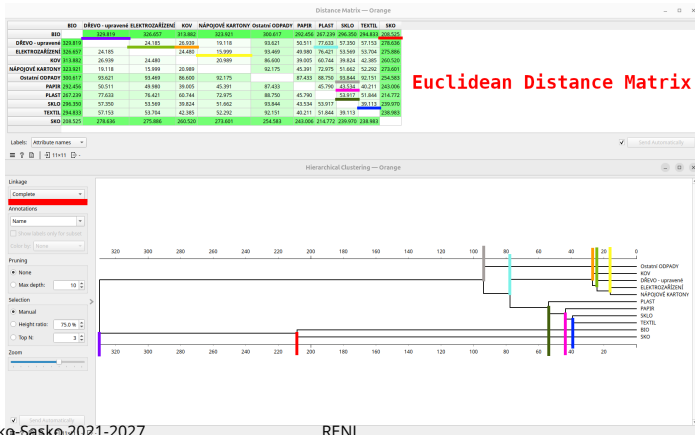 Distance Matrix — Orange
BIO DŘEVO - upravené ELEKTROZAŘÍZENÍ KOV NÁPOJOVÉ KARTONY Ostatní ODPADY PAPÍR PLAST SKLO TEXTIL SKO
BIO 329.819 326.657 313.882 323.921 300.617 292.456 267.239 296.350 294.833 208.525
DŘEVO - upravené 329.819 24.185 26.939 19.118 93.621 50.511 77.633 57.350 57.153 278.636
ELEKTROZAŘÍZENÍ 326.657 24.185 24.480 15.999 93.469 49.980 76.421 53.569 53.704 275.886
KOV 313.882 26.939 24.480 20.989 86.600 39.005 60.744 39.824 42.385 260.520
NÁPOJOVÉ KARTONY 323.921 19.118 15.999 20.989 92.175 45.391 72.975 51.662 52.292 273.601
Ostatní ODPADY 300.617 93.621 93.469 86.600 92.175 87.433 88.750 93.844 92.151 254.583
PAPÍR 292.456 50.511 49.980 39.005 45.391 87.433 45.790 43.534 40.211 243.006
PLAST 267.239 77.633 76.421 60.744 72.975 88.750 45.790 53.917 51.844 214.772
SKLO 296.350 57.350 53.569 39.824 51.662 93.844 43.534 53.917 39.113 239.970
TEXTIL 294.833 57.153 53.704 42.385 52.292 92.151 40.211 51.844 39.113 238.983
SKO 208.525 278.636 275.886 260.520 273.601 254.583 243.006 214.772 239.970 238.983
Euclidean Distance Matrix
Labels: Attribute names
Send Automatically
11×11
Hierarchical Clustering — Orange
Linkage
Complete
Annotations
Name
Show labels only for subset
Color by: None
Pruning
None
Max depth: 10
Selection
Manual
Height ratio: 75.0 %
Top N: 3
Zoom
Send Automatically
320 300 280 260 240 220 200 180 160 140 120 100 80 60 40 20 0
Ostatní ODPADY
KOV
DŘEVO - upravené
ELEKTROZAŘÍZENÍ
NÁPOJOVÉ KARTONY
PLAST
PAPÍR
SKLO
TEXTIL
BIO
SKO
320 300 280 260 240 220 200 180 160 140 120 100 80 60 40 20 0
ko-Sasko 2021-2027